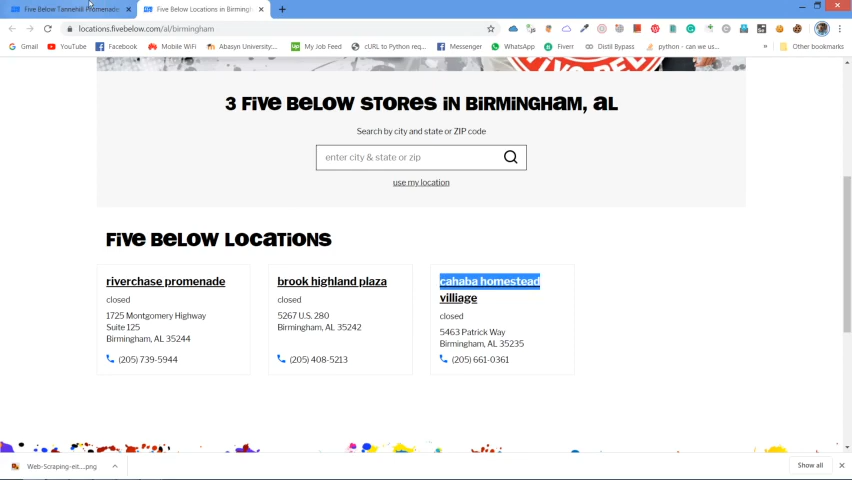 Five Below Tannehill Promenade
Five Below Locations in Birming
locations.fivebelow.com/al/birmingham
Gmail
YouTube
Facebook
Mobile WiFi
Abasyn University...
My Job Feed
cURL to Python req...
Messenger
WhatsApp
Fiverr
Distil Bypass
python - can we us...
»
Other bookmarks
3 Five Below Stores in Birmingham, AL
Search by city and state or ZIP code
enter city & state or zip
use my location
Five Below Locations
riverchase promenade
closed
1725 Montgomery Highway
Suite 125
Birmingham, AL 35244
(205) 739-5944
brook highland plaza
closed
5267 U.S. 280
Birmingham, AL 35242
(205) 408-5213
cahaba homestead
villiage
closed
5463 Patrick Way
Birmingham, AL 35235
(205) 661-0361
Web-Scraping-eit....png
Show all